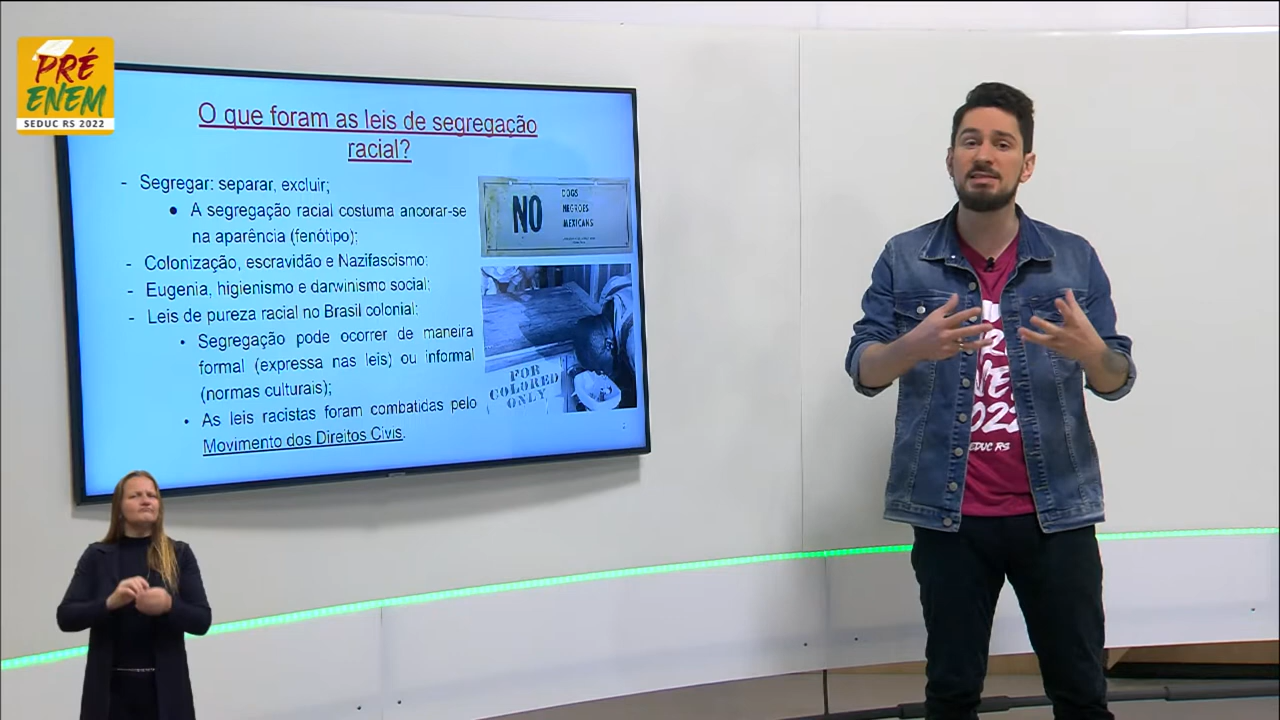 PRÉ
ENEM
SEDUC RS 2022
O que foram as leis de segregação
racial?
- Segregar: separar, excluir;
• A segregação racial costuma ancorar-se
na aparência (fenótipo);
- Colonização, escravidão e Nazifascismo;
- Eugenia, higienismo e darwinismo social;
- Leis de pureza racial no Brasil colonial;
• Segregação pode ocorrer de maneira
formal (expressa nas leis) ou informal
(normas culturais);
• As leis racistas foram combatidas pelo
Movimento dos Direitos Civis.
NO
DOGS
NEGROES
MEXICANS
FOR
COLORED
ONLY
2022
SEDUC RS